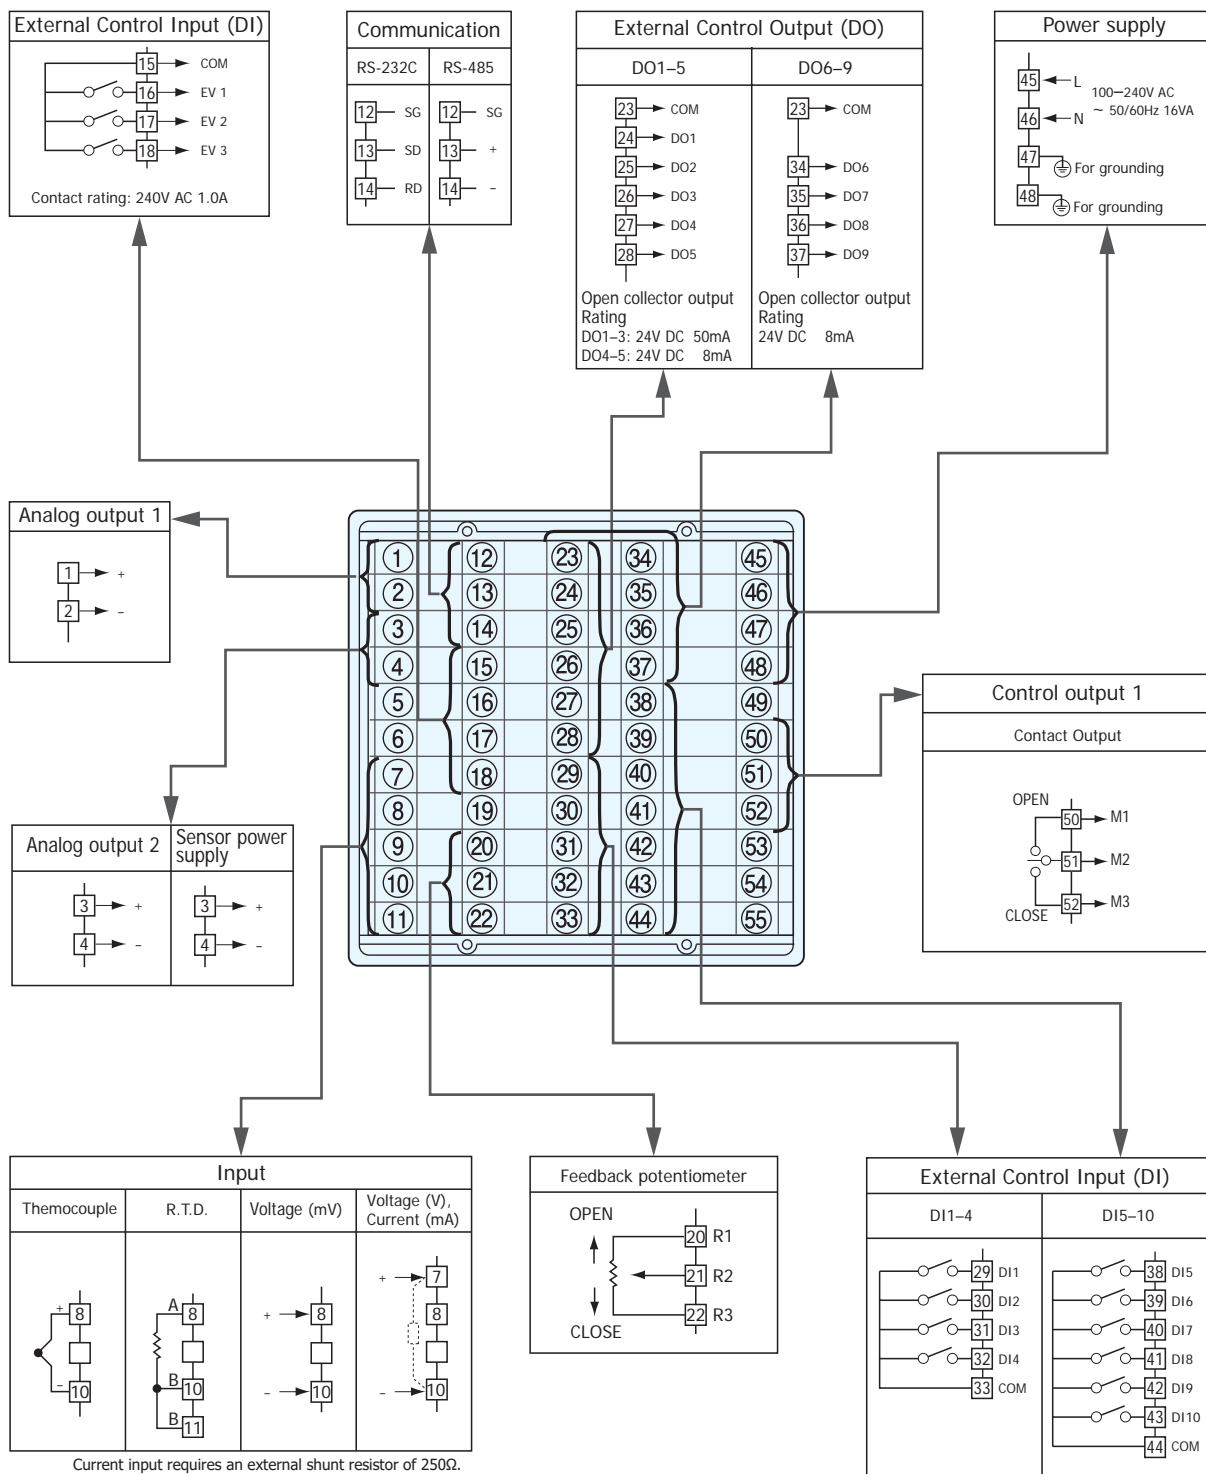 External Control Input (DI)
15 COM
16 EV 1
17 EV 2
18 EV 3
Contact rating: 240V AC 1.0A
Communication
RS-232C RS-485
12 SG 12 SG
13 SD 13 +
14 RD 14 −
External Control Output (DO)
DO1–5 DO6–9
23 COM 23 COM
24 DO1
25 DO2 34 DO6
26 DO3 35 DO7
27 DO4 36 DO8
28 DO5 37 DO9
Open collector output
Rating
DO1–3: 24V DC 50mA
DO4–5: 24V DC 8mA
Open collector output
Rating
24V DC 8mA
Power supply
45 L
46 N
100−240V AC
~ 50/60Hz 16VA
47 For grounding
48 For grounding
Analog output 1
1 +
2 −
1 12 23 34 45
2 13 24 35 46
3 14 25 36 47
4 15 26 37 48
5 16 27 38 49
6 17 28 39 50
7 18 29 40 51
8 19 30 41 52
9 20 31 42 53
10 21 32 43 54
11 22 33 44 55
Control output 1
Contact Output
OPEN
50 M1
51 M2
52 M3
CLOSE
Analog output 2
3 +
4 −
Sensor power
supply
3 +
4 −
Input
Themocouple R.T.D. Voltage (mV) Voltage (V),
Current (mA)
+ 8
− 10
A 8
B 10
B 11
+ 8
− 10
+ 7
8
− 10
Current input requires an external shunt resistor of 250Ω.
Feedback potentiometer
OPEN
20 R1
21 R2
22 R3
CLOSE
External Control Input (DI)
DI1–4 DI5–10
29 DI1 38 DI5
30 DI2 39 DI6
31 DI3 40 DI7
32 DI4 41 DI8
33 COM 42 DI9
43 DI10
44 COM